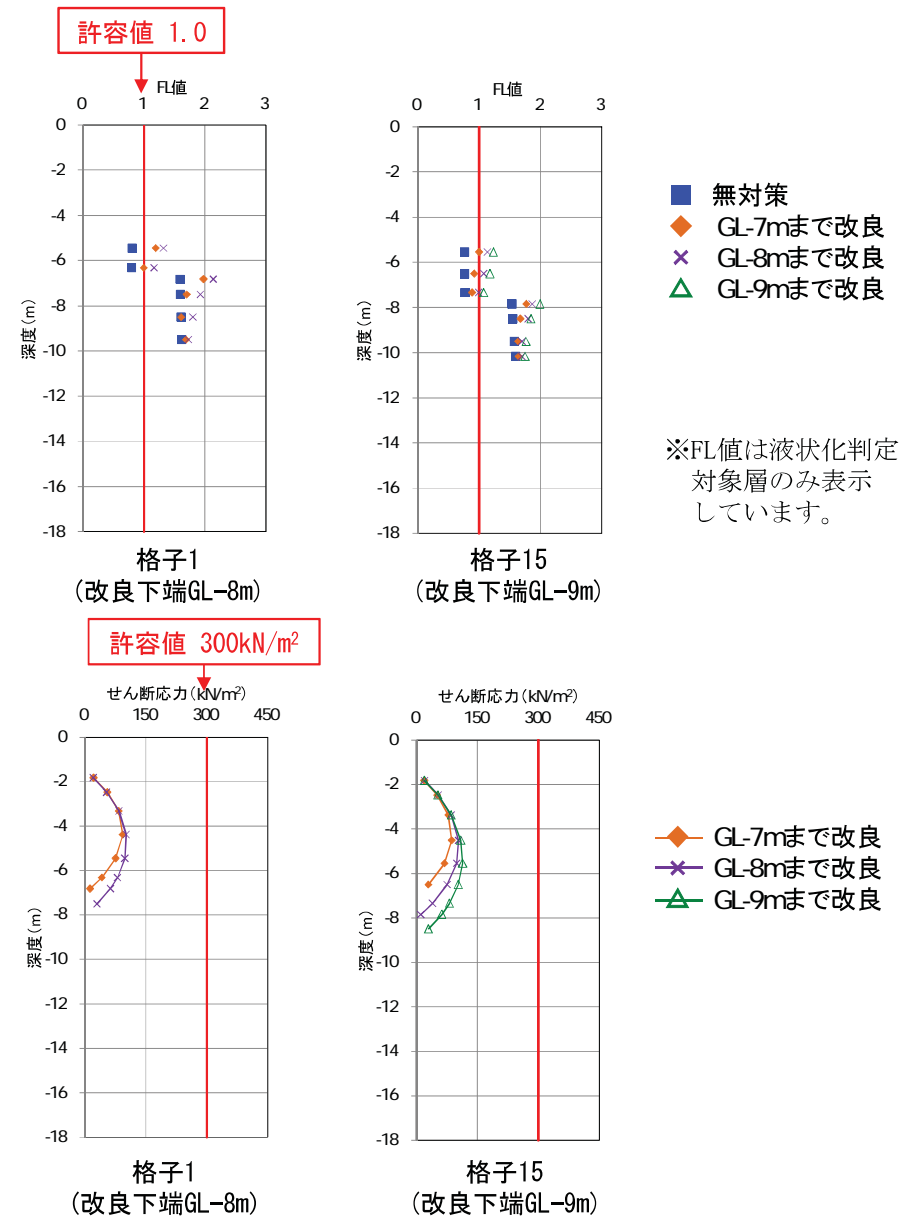 許容値 1.0
FL値
0 1 2 3
0
-2
-4
-6
-8
-10
-12
-14
-16
-18
深度(m)
格子1
(改良下端GL-8m)
FL値
0 1 2 3
0
-2
-4
-6
-8
-10
-12
-14
-16
-18
深度(m)
格子15
(改良下端GL-9m)
無対策
GL-7mまで改良
GL-8mまで改良
GL-9mまで改良
※FL値は液状化判定
対象層のみ表示
しています。
許容値 300kN/m²
せん断応力(kN/m²)
0 150 300 450
0
-2
-4
-6
-8
-10
-12
-14
-16
-18
深度(m)
格子1
(改良下端GL-8m)
せん断応力(kN/m²)
0 150 300 450
0
-2
-4
-6
-8
-10
-12
-14
-16
-18
深度(m)
格子15
(改良下端GL-9m)
GL-7mまで改良
GL-8mまで改良
GL-9mまで改良